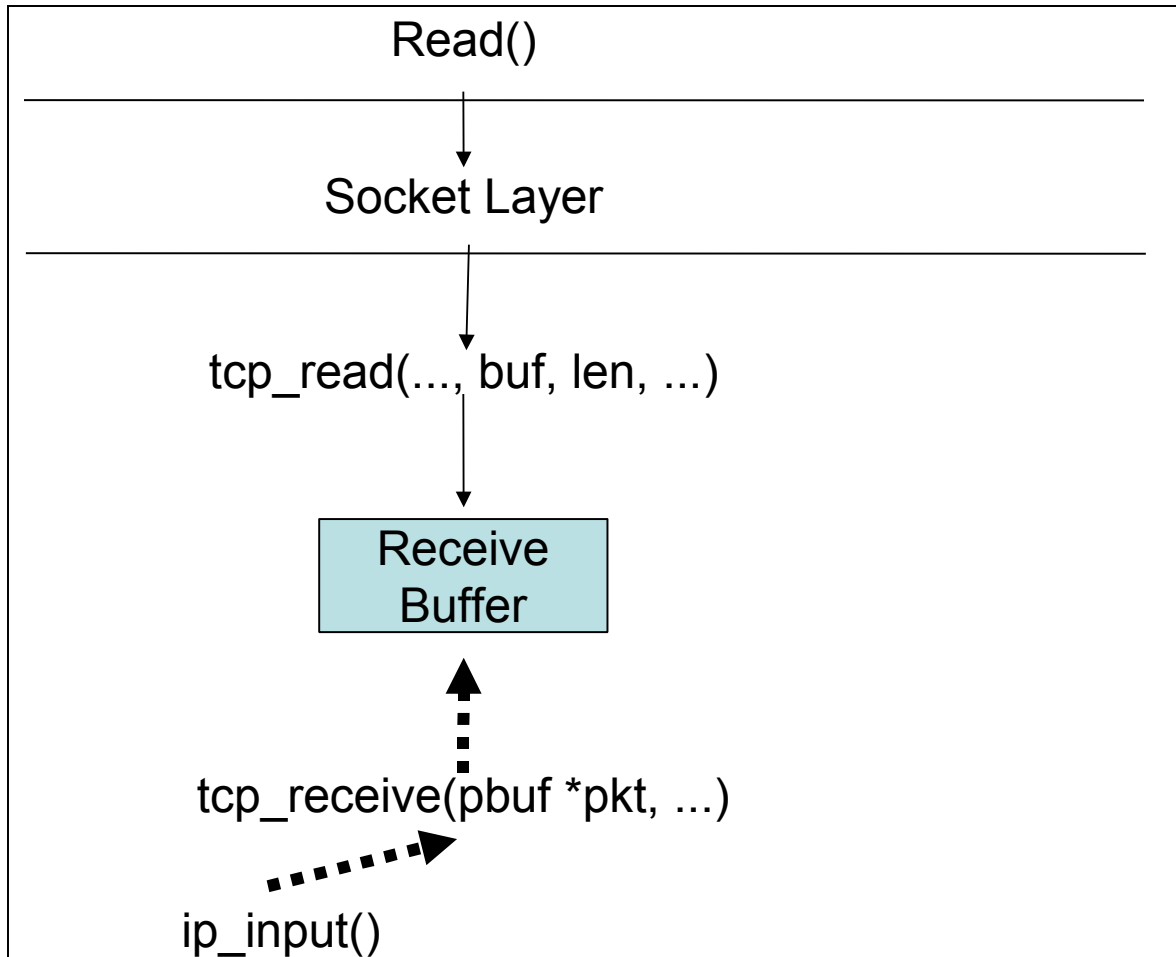 Read()
Socket Layer
tcp_read(..., buf, len, ...)
Receive
Buffer
tcp_receive(pbuf *pkt, ...)
ip_input()